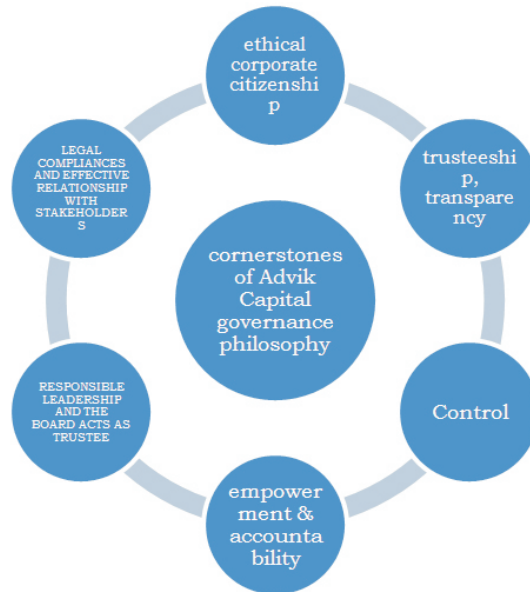 ethical
corporate
citizenshi
p
trusteeshi
p,
transpare
ncy
Control
empower
ment &
accounta
bility
RESPONSIBLE
LEADERSHIP
AND THE
BOARD ACTS AS
TRUSTEE
LEGAL
COMPLIANCES
AND EFFECTIVE
RELATIONSHIP
WITH
STAKEHOLDER
S
cornerstones
of Advik
Capital
governance
philosophy